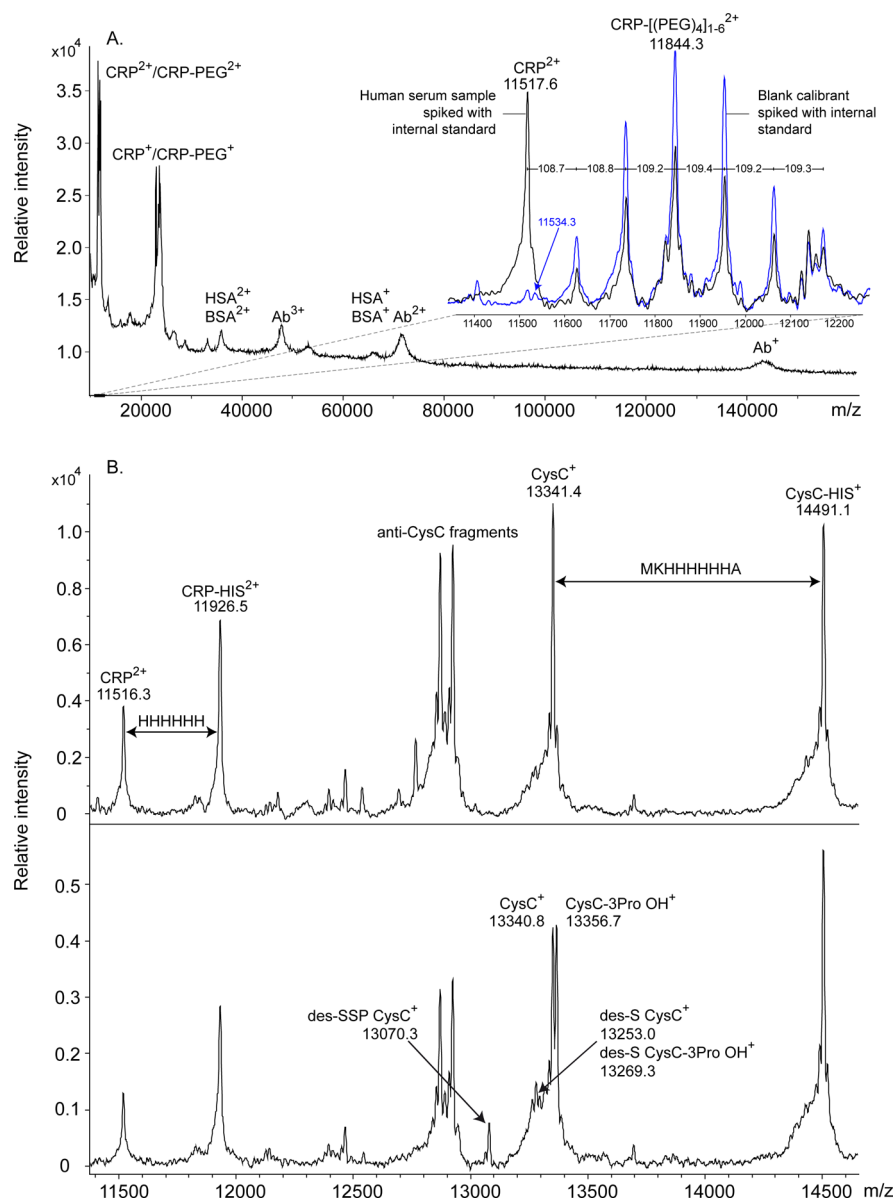 A.
x10⁴
CRP²⁺/CRP-PEG²⁺
CRP⁺/CRP-PEG⁺
HSA²⁺
BSA²⁺
Ab³⁺
HSA⁺
BSA⁺ Ab²⁺
Ab⁺
3.5
3.0
2.5
2.0
1.5
1.0
Relative intensity
20000 40000 60000 80000 100000 120000 140000 m/z
CRP-[(PEG)₄]₁₋₆²⁺
11844.3
CRP²⁺
11517.6
Human serum sample
spiked with
internal standard
Blank calibrant
spiked with internal
standard
108.7 108.8 109.2 109.4 109.2 109.3
11534.3
11400 11500 11600 11700 11800 11900 12000 12100 12200
B.
x10⁴
CysC⁺
13341.4
CysC-HIS⁺
14491.1
anti-CysC fragments
MKHHHHHHA
CRP-HIS²⁺
11926.5
CRP²⁺
11516.3
HHHHHH
1.0
0.8
0.6
0.4
0.2
0
Relative intensity
CysC⁺
13340.8
CysC-3Pro OH⁺
13356.7
des-SSP CysC⁺
13070.3
des-S CysC⁺
13253.0
des-S CysC-3Pro OH⁺
13269.3
0.5
0.4
0.3
0.2
0.1
0
11500 12000 12500 13000 13500 14000 14500 m/z